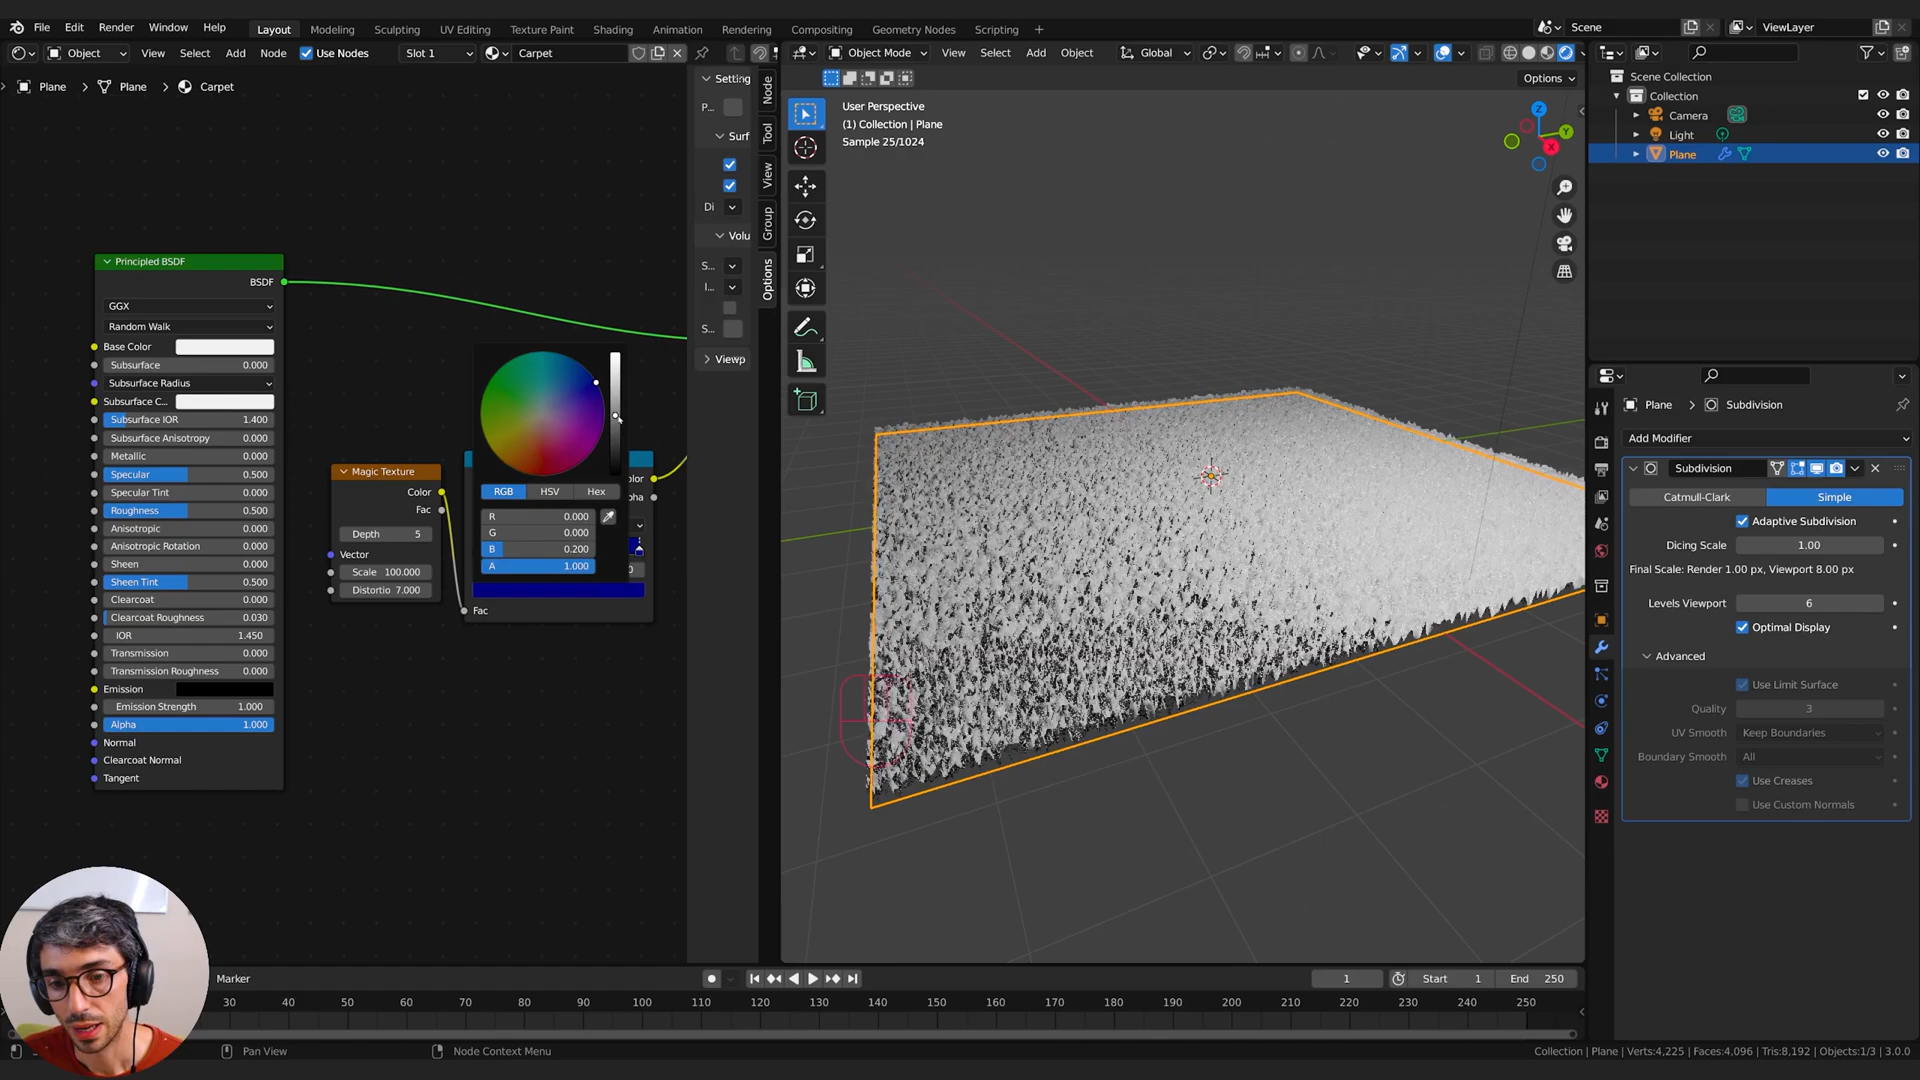 File Edit Render Window Help Layout Modeling Sculpting UV Editing Texture Paint Shading Animation Rendering Compositing Geometry Nodes Scripting + Scene ViewLayer
Object View Select Add Node Use Nodes Slot 1 Carpet
Object Mode View Select Add Object Global
Options
Plane > Plane > Carpet
Setting
P...
Surf
Di
Volu
S...
I...
S...
Viewp
Node
Tool
View
Group
Options
Principled BSDF
BSDF
GGX
Random Walk
Base Color
Subsurface 0.000
Subsurface Radius
Subsurface C...
Subsurface IOR 1.400
Subsurface Anisotropy 0.000
Metallic 0.000
Specular 0.500
Specular Tint 0.000
Roughness 0.500
Anisotropic 0.000
Anisotropic Rotation 0.000
Sheen 0.000
Sheen Tint 0.500
Clearcoat 0.000
Clearcoat Roughness 0.030
IOR 1.450
Transmission 0.000
Transmission Roughness 0.000
Emission
Emission Strength 1.000
Alpha 1.000
Normal
Clearcoat Normal
Tangent
Magic Texture
Color
Fac
Depth 5
Vector
Scale 100.000
Distortio 7.000
RGB HSV Hex
R 0.000
G 0.000
B 0.200
A 1.000
olor
pha
0
Fac
User Perspective
(1) Collection | Plane
Sample 25/1024
Z
Y
X
Scene Collection
Collection
Camera
Light
Plane
Plane > Subdivision
Add Modifier
Subdivision
Catmull-Clark Simple
Adaptive Subdivision
Dicing Scale 1.00
Final Scale: Render 1.00 px, Viewport 8.00 px
Levels Viewport 6
Optimal Display
Advanced
Use Limit Surface
Quality 3
UV Smooth Keep Boundaries
Boundary Smooth All
Use Creases
Use Custom Normals
Marker 1 Start 1 End 250
30 40 50 60 70 80 90 100 110 120 130 140 150 160 170 180 190 200 210 220 230 240 250
Pan View Node Context Menu Collection | Plane | Verts:4,225 | Faces:4,096 | Tris:8,192 | Objects:1/3 | 3.0.0